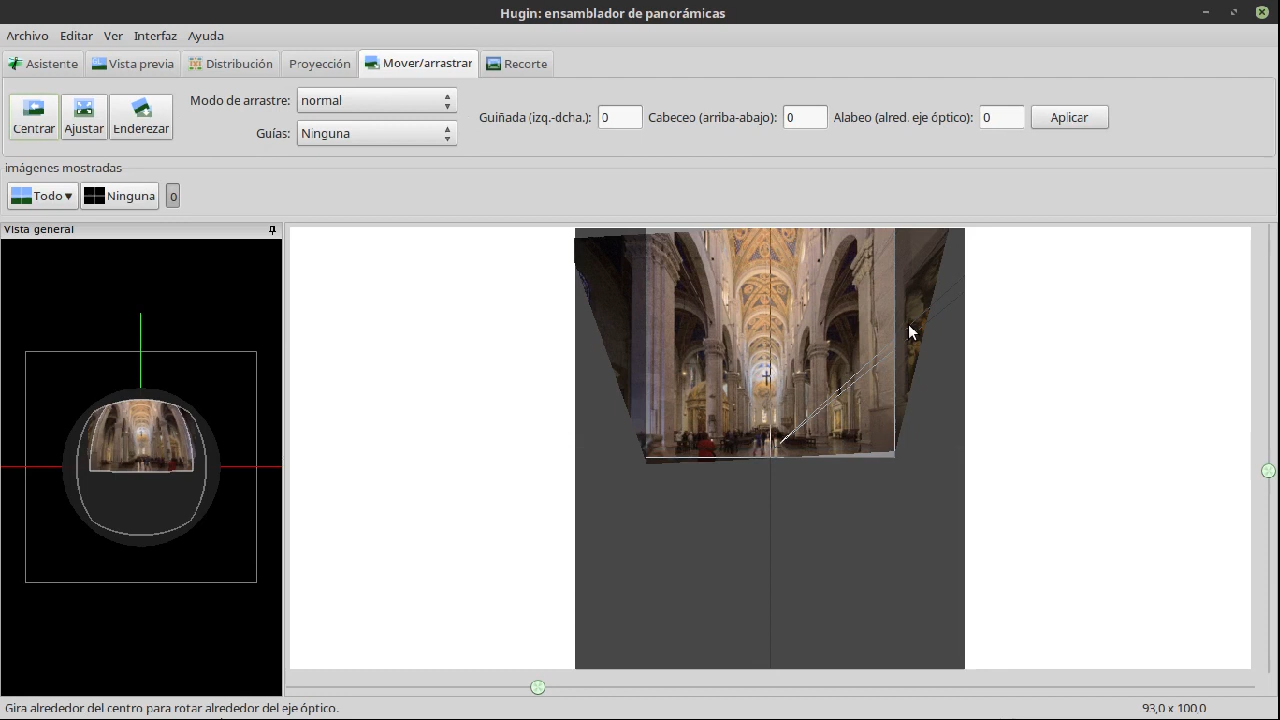 Hugin: ensamblador de panorámicas
Archivo Editar Ver Interfaz Ayuda
Asistente Vista previa Distribución Proyección Mover/arrastrar Recorte
Centrar Ajustar Enderezar
Modo de arrastre: normal
Guías: Ninguna
Guiñada (izq.-dcha.): 0 Cabeceo (arriba-abajo): 0 Alabeo (alred. eje óptico): 0 Aplicar
imágenes mostradas
Todo Ninguna 0
Vista general
Gira alrededor del centro para rotar alrededor del eje óptico. 93,0 x 100,0